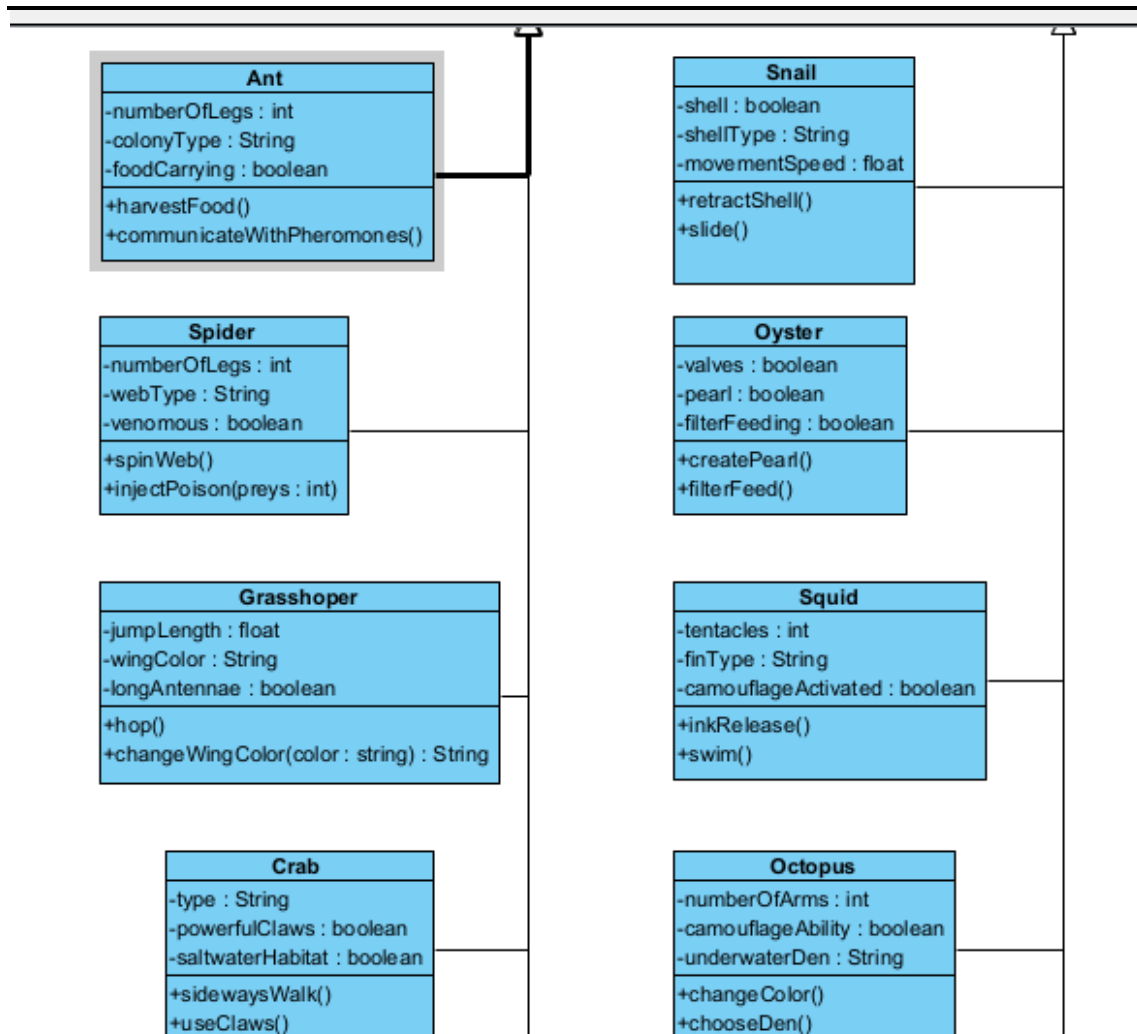 Ant
-numberOfLegs : int
-colonyType : String
-foodCarrying : boolean
+harvestFood()
+communicateWithPheromones()
Spider
-numberOfLegs : int
-webType : String
-venomous : boolean
+spinWeb()
+injectPoison(preys : int)
Grasshoper
-jumpLength : float
-wingColor : String
-longAntennae : boolean
+hop()
+changeWingColor(color : string) : String
Crab
-type : String
-powerfulClaws : boolean
-saltwaterHabitat : boolean
+sidewaysWalk()
+useClaws()
Snail
-shell : boolean
-shellType : String
-movementSpeed : float
+retractShell()
+slide()
Oyster
-valves : boolean
-pearl : boolean
-filterFeeding : boolean
+createPearl()
+filterFeed()
Squid
-tentacles : int
-finType : String
-camouflageActivated : boolean
+inkRelease()
+swim()
Octopus
-numberOfArms : int
-camouflageAbility : boolean
-underwaterDen : String
+changeColor()
+chooseDen()